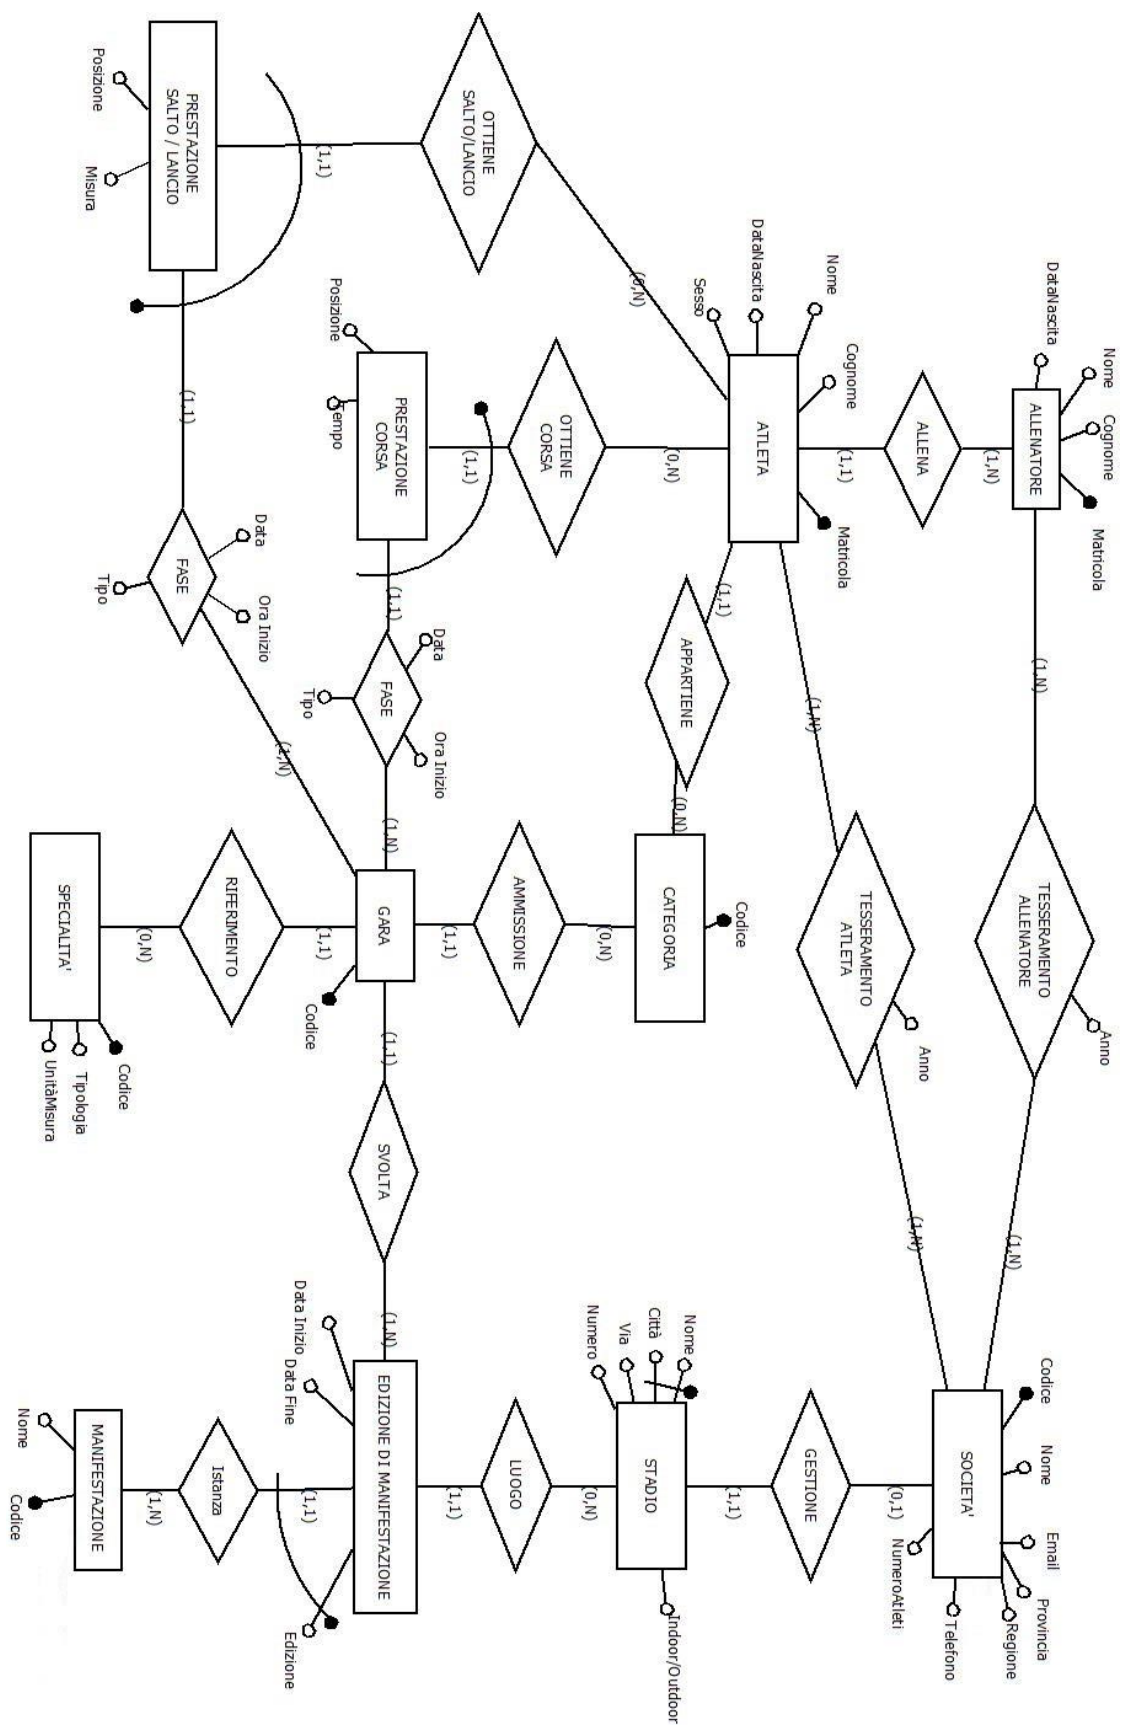 DataNascita
Nome
Cognome
Matricola
ALLENATORE
(1,N)
(1,N)
TESSERAMENTO
ALLENATORE
Anno
(1,N)
Codice
Nome
Email
Provincia
Regione
Telefono
NumeroAtleti
SOCIETA'
ALLENA
(1,1)
Nome
Cognome
Matricola
DataNascita
Sesso
ATLETA
(1,N)
TESSERAMENTO
ATLETA
Anno
(1,N)
(0,1)
GESTIONE
(1,1)
(0,N)
(0,N)
(1,1)
APPARTIENE
(0,N)
Codice
CATEGORIA
Nome
Città
Via
Numero
STADIO
Indoor/Outdoor
OTTIENE
SALTO/LANCIO
OTTIENE
CORSA
(0,N)
AMMISSIONE
(1,1)
(0,N)
LUOGO
(1,1)
(1,1)
(1,1)
Posizione
Tempo
PRESTAZIONE
CORSA
(1,1)
Data
Ora Inizio
Tipo
FASE
(1,N)
GARA
Codice
(1,1)
SVOLTA
(1,N)
Data Inizio
Data Fine
EDIZIONE DI MANIFESTAZIONE
Edizione
(1,N)
(1,1)
(1,1)
PRESTAZIONE
SALTO / LANCIO
Posizione
Misura
(1,1)
Data
Ora Inizio
Tipo
FASE
RIFERIMENTO
(0,N)
Istanza
(1,N)
SPECIALITA'
Codice
Tipologia
UnitàMisura
MANIFESTAZIONE
Nome
Codice